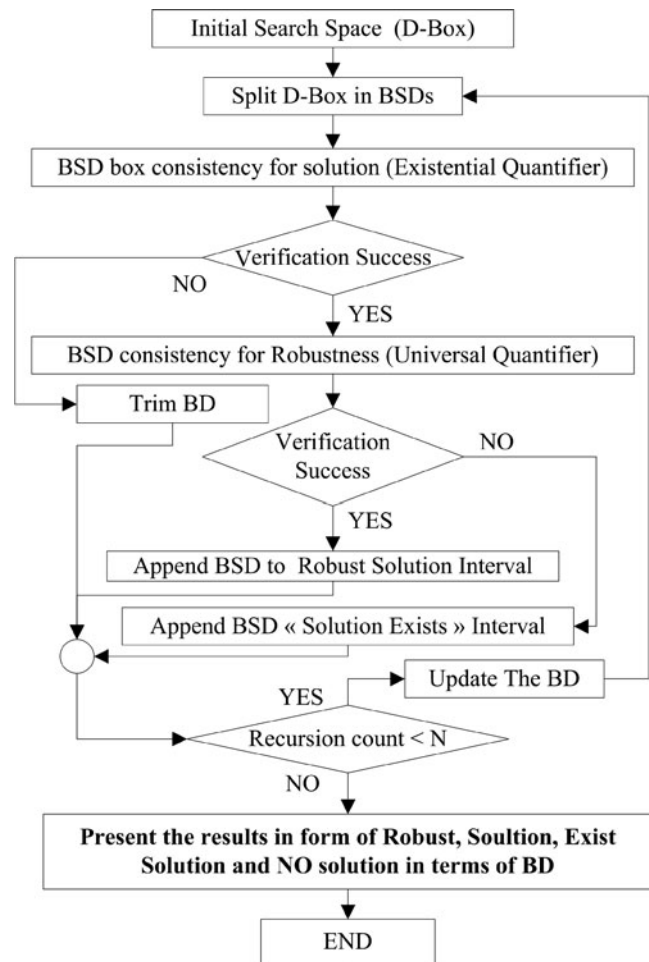 Initial Search Space (D-Box)
Split D-Box in BSDs
BSD box consistency for solution (Existential Quantifier)
Verification Success
NO
YES
BSD consistency for Robustness (Universal Quantifier)
Trim BD
Verification
Success
NO
YES
Append BSD to Robust Solution Interval
Append BSD « Solution Exists » Interval
YES
Update The BD
Recursion count < N
NO
Present the results in form of Robust, Soultion, Exist
Solution and NO solution in terms of BD
END